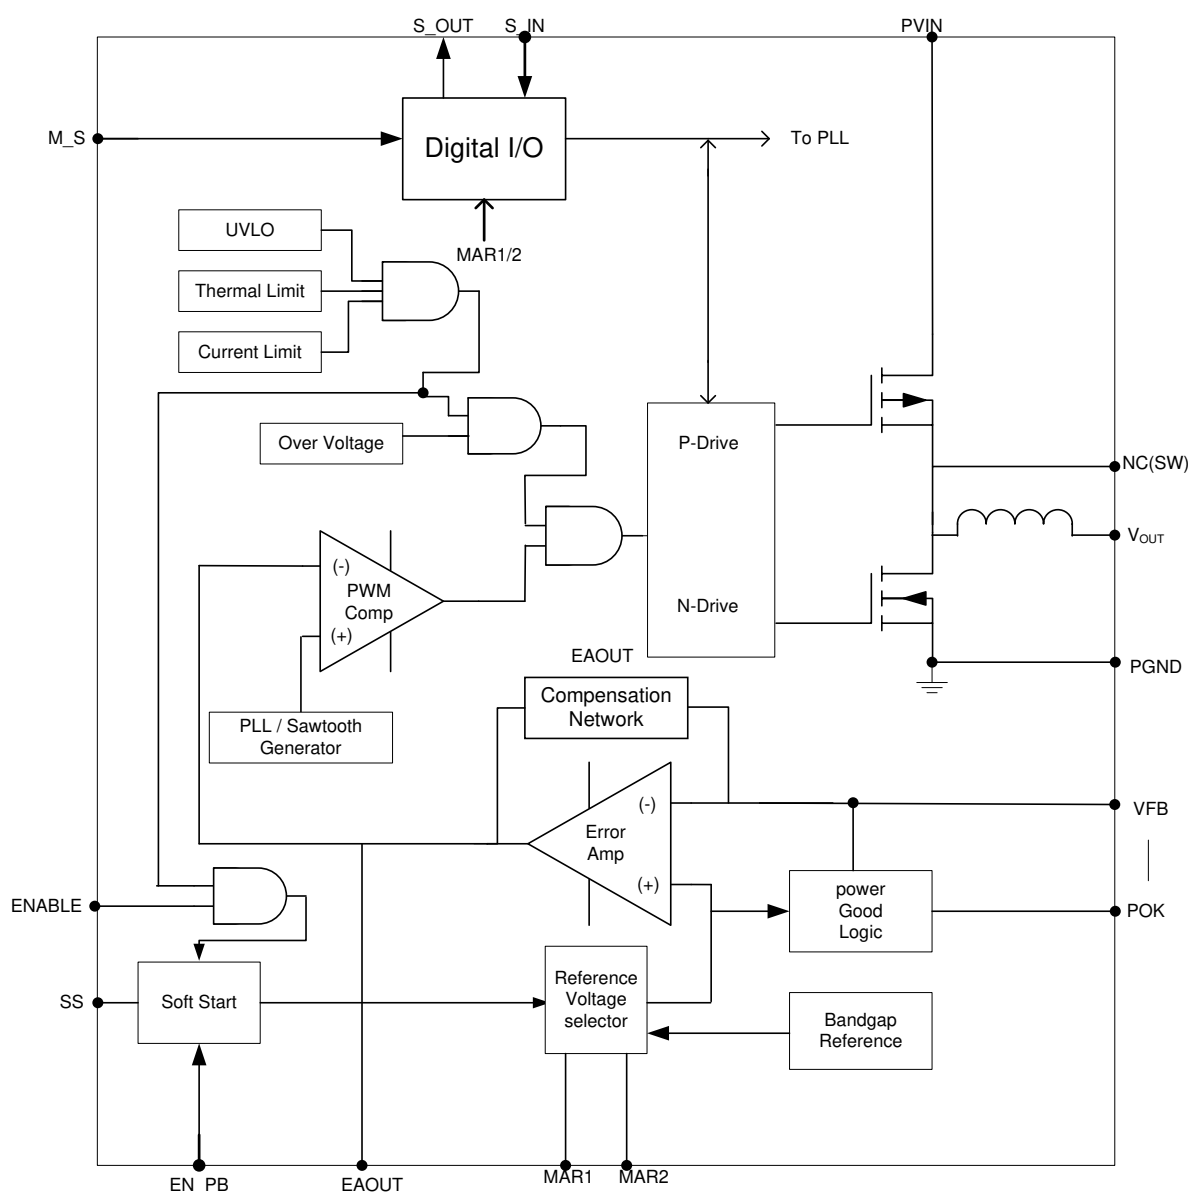 S_OUT
S_IN
PVIN
M_S
Digital I/O
To PLL
MAR1/2
UVLO
Thermal Limit
Current Limit
Over Voltage
P-Drive
N-Drive
NC(SW)
VOUT
PGND
(-)
PWM
Comp
(+)
PLL / Sawtooth
Generator
EAOUT
Compensation
Network
(-)
Error
Amp
(+)
VFB
power
Good
Logic
POK
ENABLE
SS
Soft Start
Reference
Voltage
selector
Bandgap
Reference
EN_PB
EAOUT
MAR1
MAR2